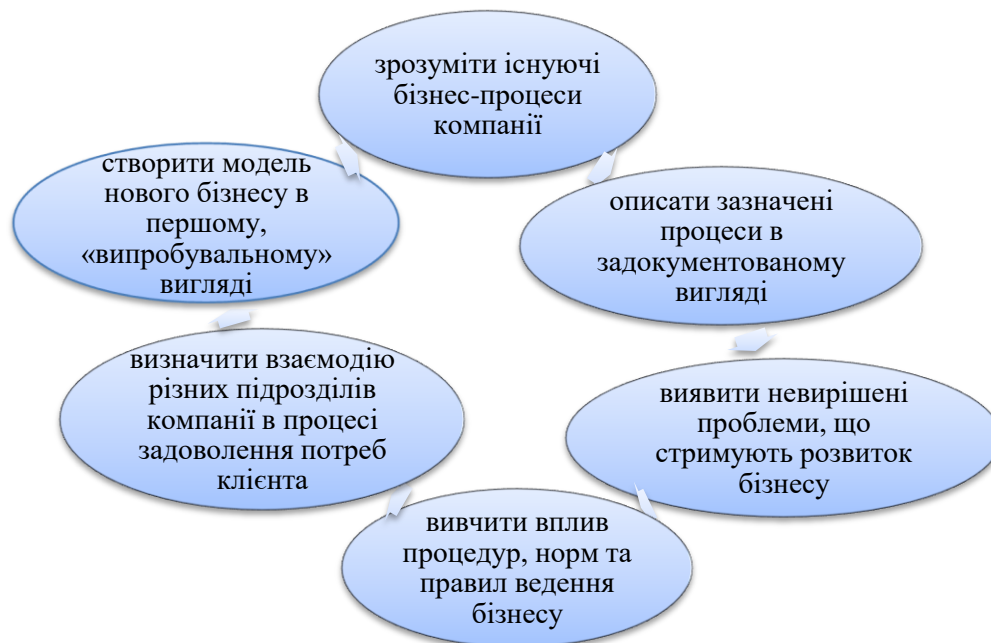 зрозуміти існуючі
бізнес-процеси
компанії
описати зазначені
процеси в
задокументованому
вигляді
виявити невирішені
проблеми, що
стримують розвиток
бізнесу
вивчити вплив
процедур, норм та
правил ведення
бізнесу
визначити взаємодію
різних підрозділів
компанії в процесі
задоволення потреб
клієнта
створити модель
нового бізнесу в
першому,
«випробувальному»
вигляді